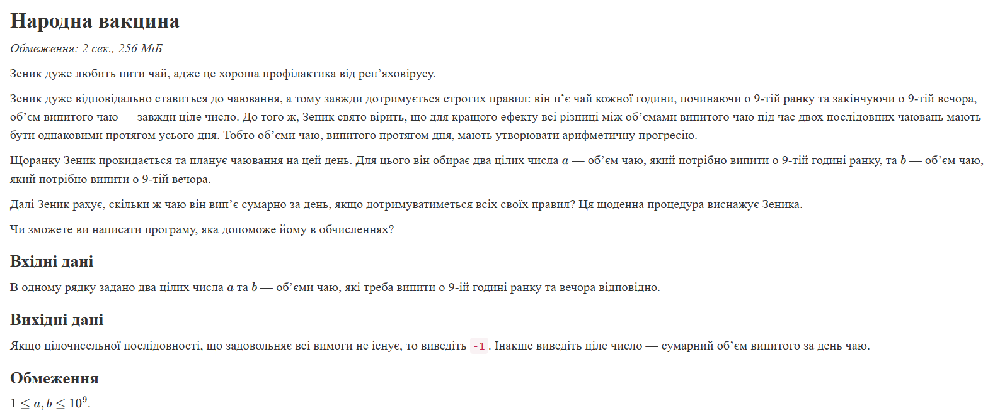 Народна вакцина
Обмеження: 2 сек., 256 МіБ
Зеник дуже любить пити чай, адже це хороша профілактика від реп’яховірусу.
Зеник дуже відповідально ставиться до чаювання, а тому завжди дотримується строгих правил: він п’є чай кожної години, починаючи о 9-тій ранку та закінчуючи о 9-тій вечора,
об’єм випитого чаю — завжди ціле число. До того ж, Зеник свято вірить, що для кращого ефекту всі різниці між об’ємами випитого чаю під час двох послідовних чаювань мають
бути однаковими протягом усього дня. Тобто об’єми чаю, випитого протягом дня, мають утворювати арифметичну прогресію.
Щоранку Зеник прокидається та планує чаювання на цей день. Для цього він обирає два цілих числа a — об’єм чаю, який потрібно випити о 9-тій годині ранку, та b — об’єм чаю,
який потрібно випити о 9-тій вечора.
Далі Зеник рахує, скільки ж чаю він вип’є сумарно за день, якщо дотримуватиметься всіх своїх правил? Ця щоденна процедура виснажує Зеника.
Чи зможете ви написати програму, яка допоможе йому в обчисленнях?
Вхідні дані
В одному рядку задано два цілих числа a та b — об’єми чаю, які треба випити о 9-ій годині ранку та вечора відповідно.
Вихідні дані
Якщо цілочисельної послідовності, що задовольняє всі вимоги не існує, то виведіть -1. Інакше виведіть ціле число — сумарний об’єм випитого за день чаю.
Обмеження
1 ≤ a, b ≤ 10⁹.